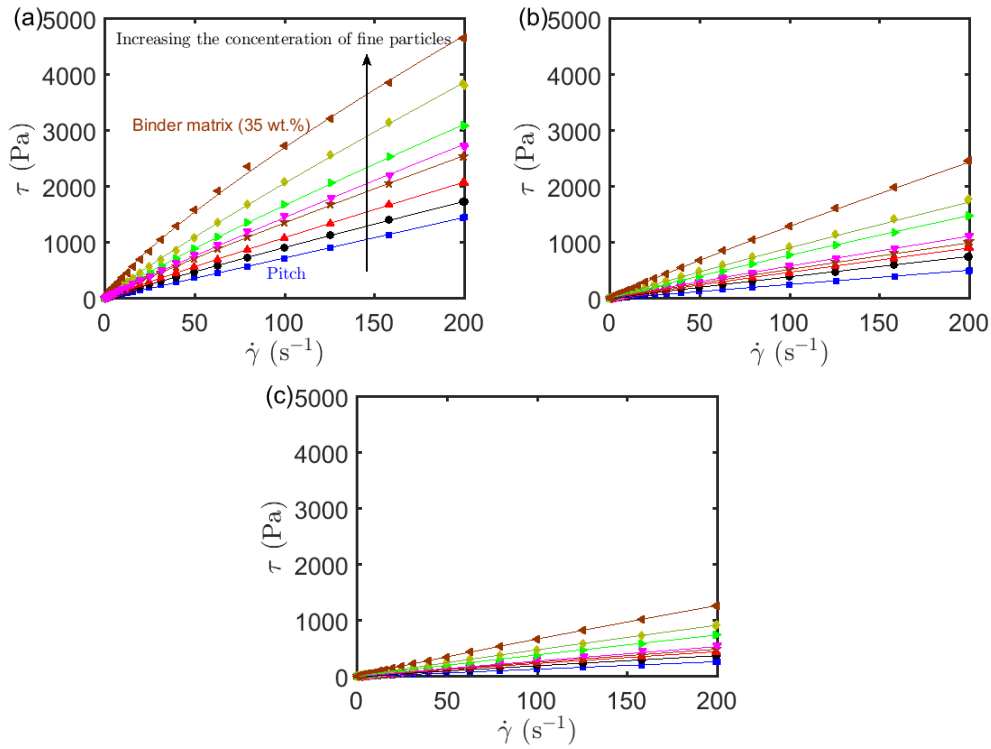 (a)
5000
Increasing the concenteration of fine particles
4000
Binder matrix (35 wt.%)
3000
τ (Pa)
2000
1000
Pitch
0
0 50 100 150 200
γ̇ (s⁻¹)
(b)
5000
4000
3000
τ (Pa)
2000
1000
0
0 50 100 150 200
γ̇ (s⁻¹)
(c)
5000
4000
3000
τ (Pa)
2000
1000
0
0 50 100 150 200
γ̇ (s⁻¹)